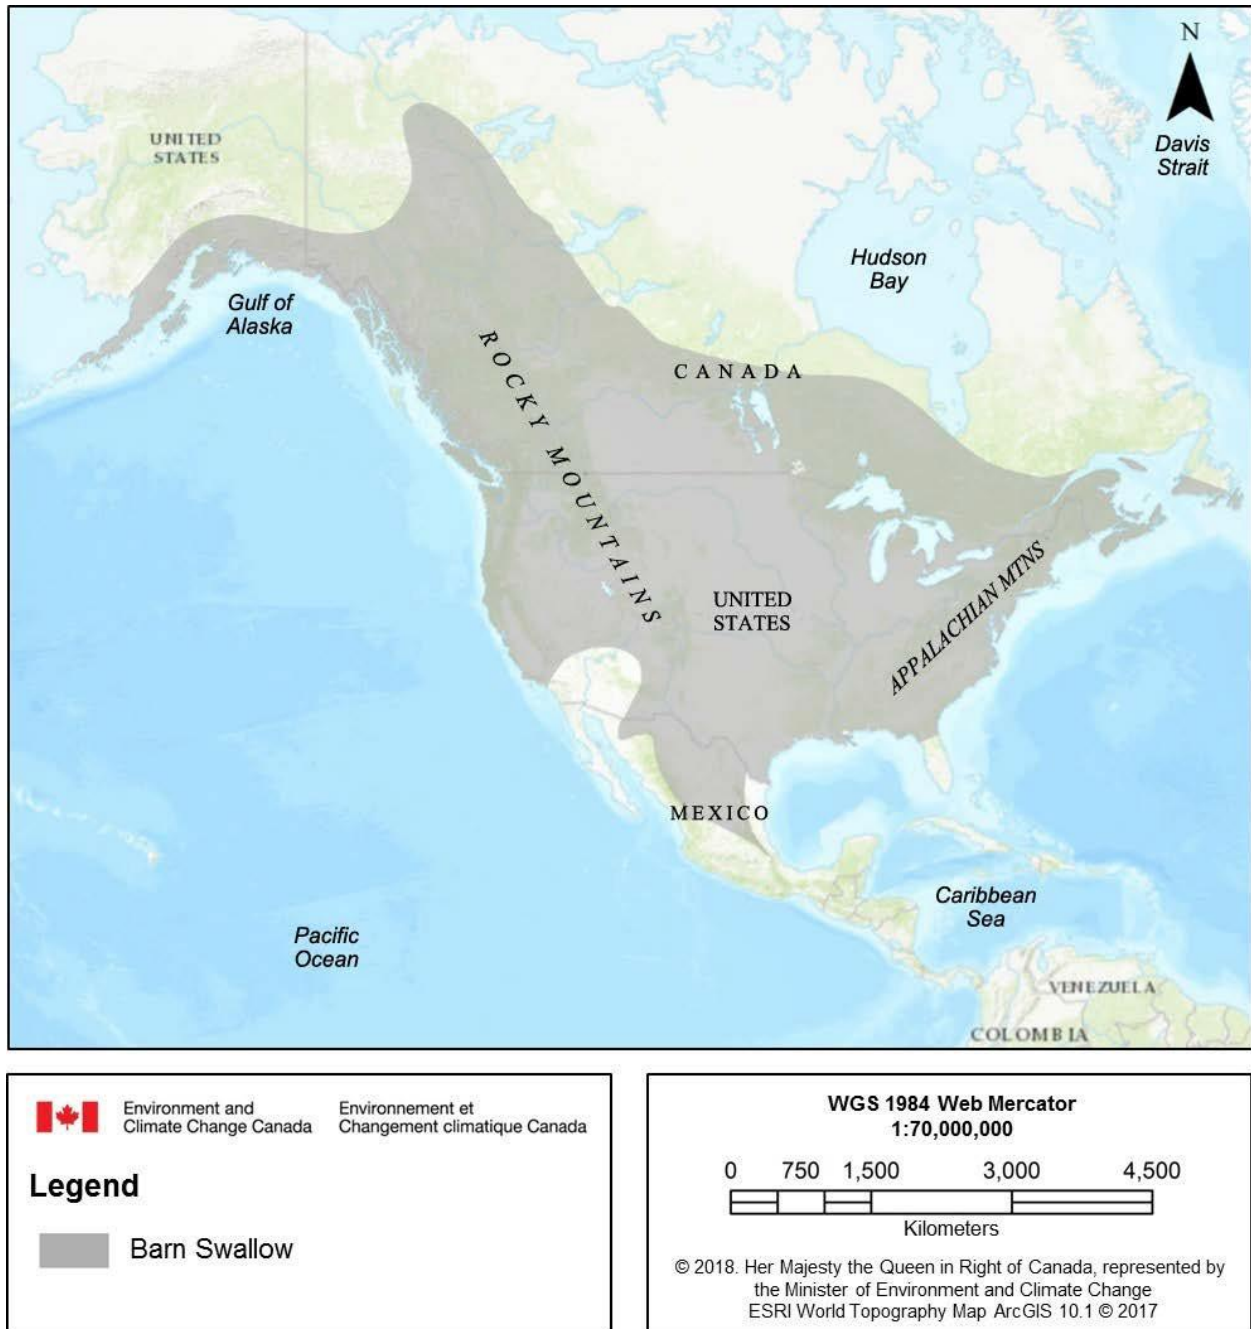 N
UNITED
STATES
Davis
Strait
Hudson
Bay
Gulf of
Alaska
ROCKY MOUNTAINS
CANADA
UNITED
STATES
APPALACHIAN MTNS
MEXICO
Caribbean
Sea
Pacific
Ocean
VENEZUELA
COLOMBIA
Environment and
Climate Change Canada
Environnement et
Changement climatique Canada
Legend
Barn Swallow
WGS 1984 Web Mercator
1:70,000,000
0 750 1,500 3,000 4,500
Kilometers
© 2018. Her Majesty the Queen in Right of Canada, represented by
the Minister of Environment and Climate Change
ESRI World Topography Map ArcGIS 10.1 © 2017